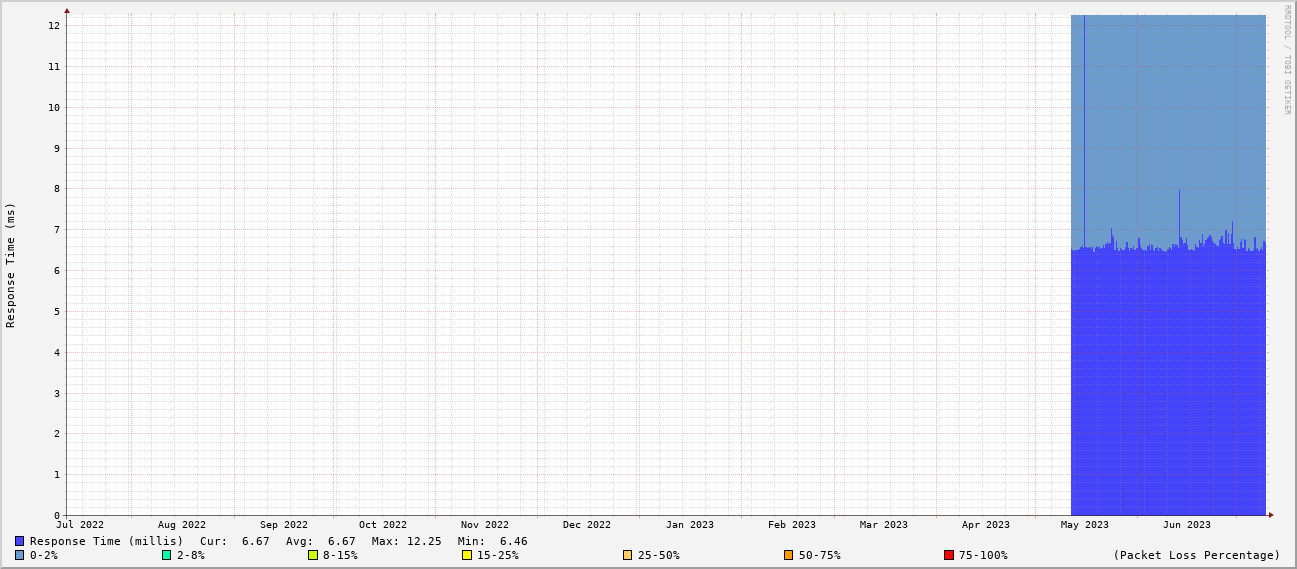 RRDTOOL / TOBI OETIKER
Response Time (ms)
12
11
10
9
8
7
6
5
4
3
2
1
0
Jul 2022 Aug 2022 Sep 2022 Oct 2022 Nov 2022 Dec 2022 Jan 2023 Feb 2023 Mar 2023 Apr 2023 May 2023 Jun 2023
Response Time (millis) Cur: 6.67 Avg: 6.67 Max: 12.25 Min: 6.46
0-2% 2-8% 8-15% 15-25% 25-50% 50-75% 75-100% (Packet Loss Percentage)